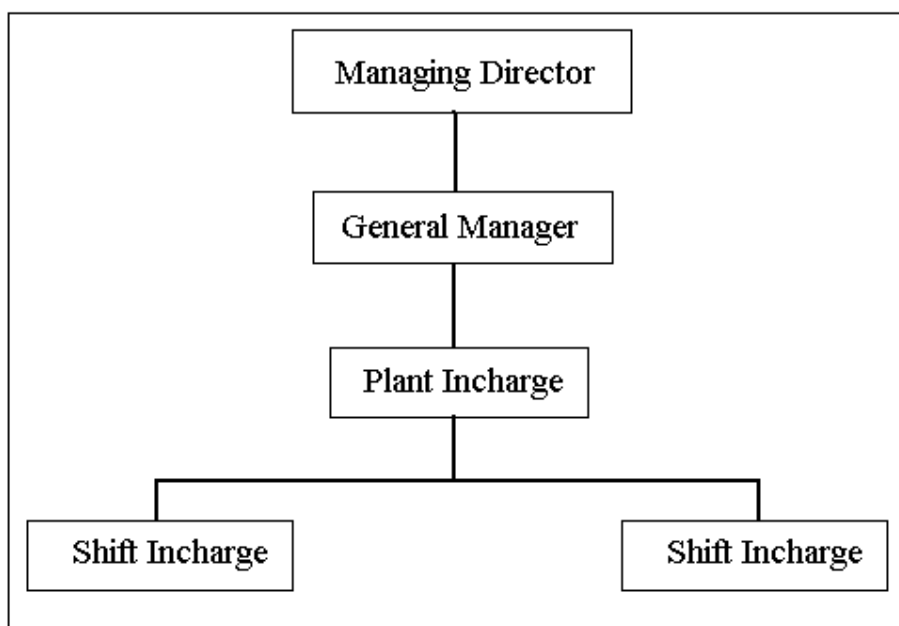 Managing Director
General Manager
Plant Incharge
Shift Incharge
Shift Incharge